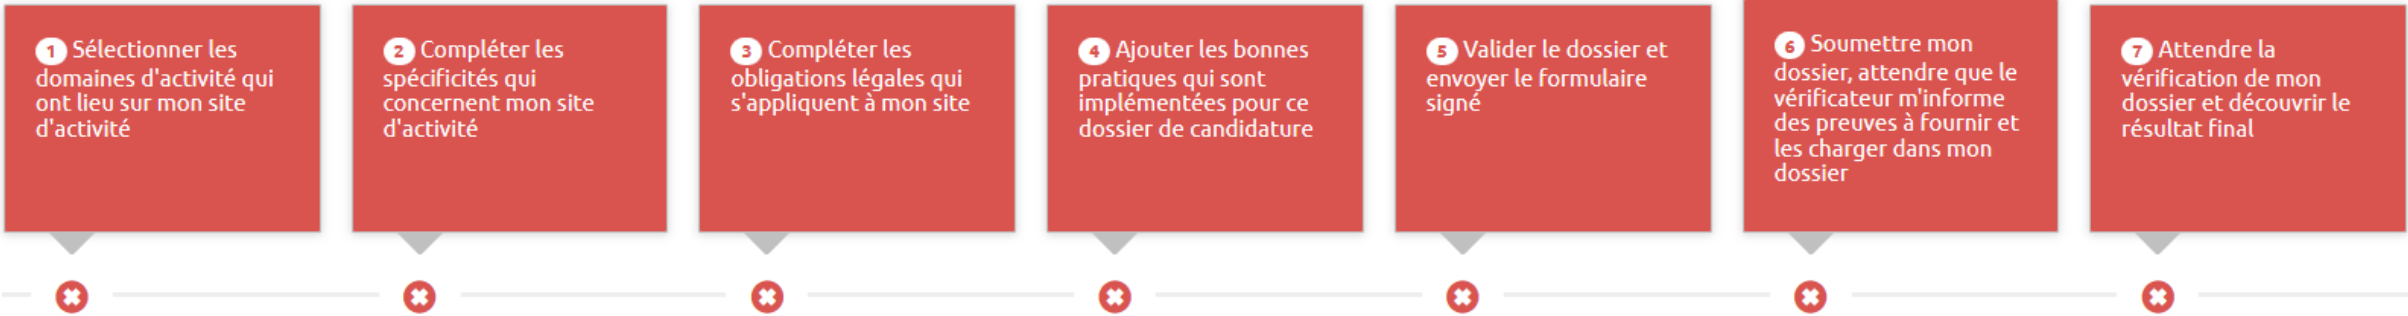 1 Sélectionner les
domaines d'activité qui
ont lieu sur mon site
d'activité
2 Compléter les
spécificités qui
concernent mon site
d'activité
3 Compléter les
obligations légales qui
s'appliquent à mon site
4 Ajouter les bonnes
pratiques qui sont
implémentées pour ce
dossier de candidature
5 Valider le dossier et
envoyer le formulaire
signé
6 Soumettre mon
dossier, attendre que le
vérificateur m'informe
des preuves à fournir et
les charger dans mon
dossier
7 Attendre la
vérification de mon
dossier et découvrir le
résultat final